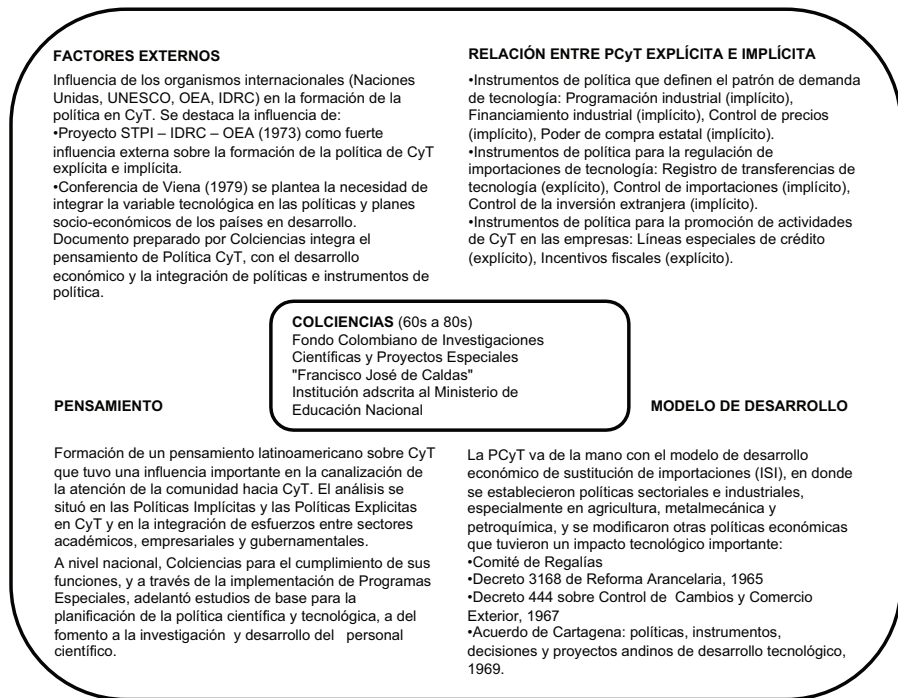 FACTORES EXTERNOS
Influencia de los organismos internacionales (Naciones
Unidas, UNESCO, OEA, IDRC) en la formación de la
política en CyT. Se destaca la influencia de:
•Proyecto STPI – IDRC – OEA (1973) como fuerte
influencia externa sobre la formación de la política de CyT
explícita e implícita.
•Conferencia de Viena (1979) se plantea la necesidad de
integrar la variable tecnológica en las políticas y planes
socio-económicos de los países en desarrollo.
Documento preparado por Colciencias integra el
pensamiento de Política CyT, con el desarrollo
económico y la integración de políticas e instrumentos de
política.
RELACIÓN ENTRE PCyT EXPLÍCITA E IMPLÍCITA
•Instrumentos de política que definen el patrón de demanda
de tecnología: Programación industrial (implícito),
Financiamiento industrial (implícito), Control de precios
(implícito), Poder de compra estatal (implícito).
•Instrumentos de política para la regulación de
importaciones de tecnología: Registro de transferencias de
tecnología (explícito), Control de importaciones (implícito),
Control de la inversión extranjera (implícito).
•Instrumentos de política para la promoción de actividades
de CyT en las empresas: Líneas especiales de crédito
(explícito), Incentivos fiscales (explícito).
COLCIENCIAS (60s a 80s)
Fondo Colombiano de Investigaciones
Científicas y Proyectos Especiales
"Francisco José de Caldas"
Institución adscrita al Ministerio de
Educación Nacional
PENSAMIENTO
Formación de un pensamiento latinoamericano sobre CyT
que tuvo una influencia importante en la canalización de
la atención de la comunidad hacia CyT. El análisis se
situó en las Políticas Implícitas y las Políticas Explicitas
en CyT y en la integración de esfuerzos entre sectores
académicos, empresariales y gubernamentales.
A nivel nacional, Colciencias para el cumplimiento de sus
funciones, y a través de la implementación de Programas
Especiales, adelantó estudios de base para la
planificación de la política científica y tecnológica, a del
fomento a la investigación y desarrollo del personal
científico.
MODELO DE DESARROLLO
La PCyT va de la mano con el modelo de desarrollo
económico de sustitución de importaciones (ISI), en donde
se establecieron políticas sectoriales e industriales,
especialmente en agricultura, metalmecánica y
petroquímica, y se modificaron otras políticas económicas
que tuvieron un impacto tecnológico importante:
•Comité de Regalías
•Decreto 3168 de Reforma Arancelaria, 1965
•Decreto 444 sobre Control de Cambios y Comercio
Exterior, 1967
•Acuerdo de Cartagena: políticas, instrumentos,
decisiones y proyectos andinos de desarrollo tecnológico,
1969.